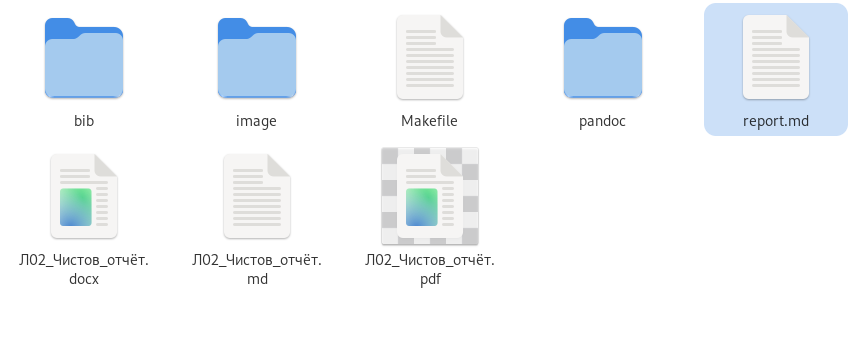 bib
image
Makefile
pandoc
report.md
Л02_Чистов_отчёт.
docx
Л02_Чистов_отчёт.
md
Л02_Чистов_отчёт.
pdf